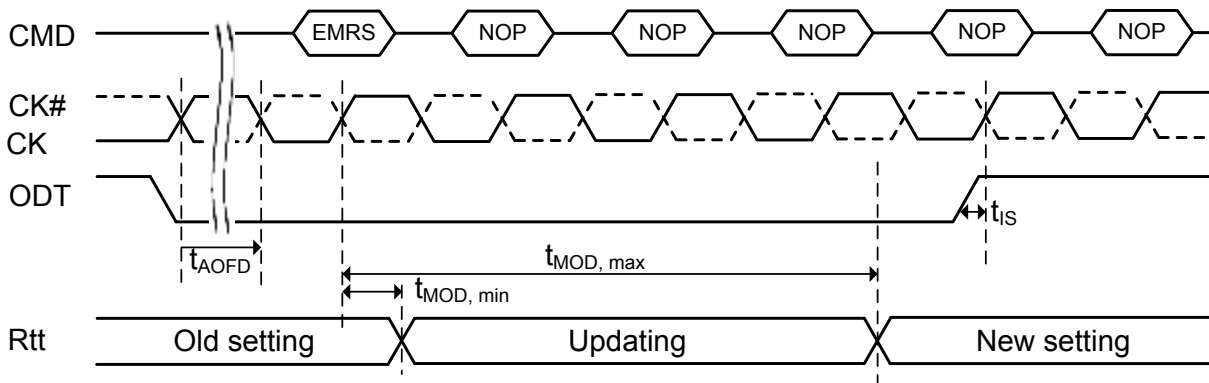 CMD EMRS NOP NOP NOP NOP NOP
CK#
CK
ODT
tIS
tAOFD
tMOD, max
tMOD, min
Rtt Old setting Updating New setting